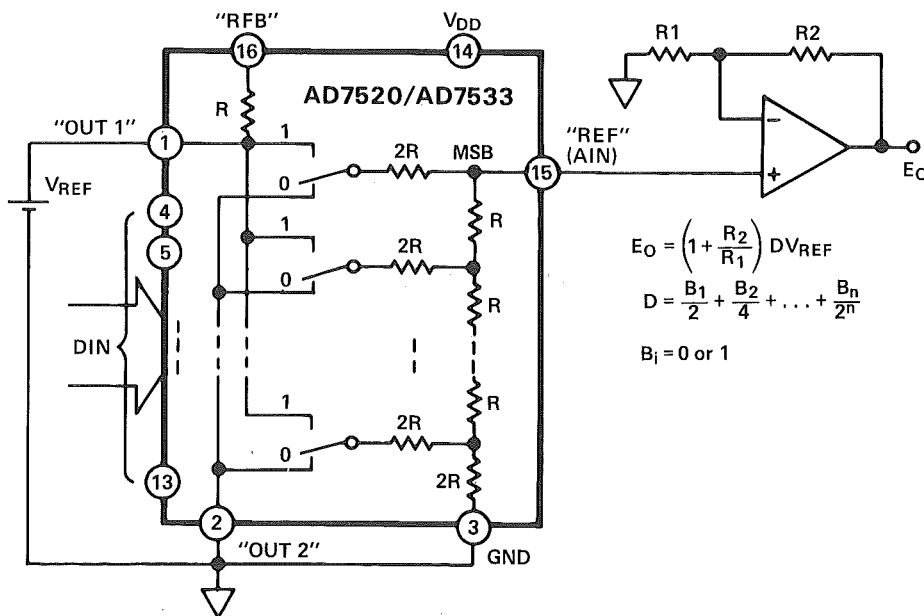 "RFB"
VDD
16
14
R
AD7520/AD7533
"OUT 1"
1
1
2R
MSB
"REF"
(AIN)
15
0
VREF
4
5
1
2R
R
0
R
DIN
1
2R
R
0
13
2R
2
3
"OUT 2"
GND
R1
R2
−
+
EO
EO = (1 + R2/R1) DVREF
D = B1/2 + B2/4 + . . . + Bn/2n
Bi = 0 or 1